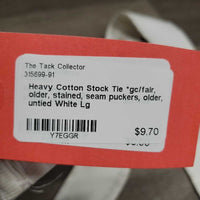 The Tack Collector
315699-91
Heavy Cotton Stock Tie *gc/fair,
older, stained, seam puckers, older,
untied White Lg
$9.70
Y7EGGR